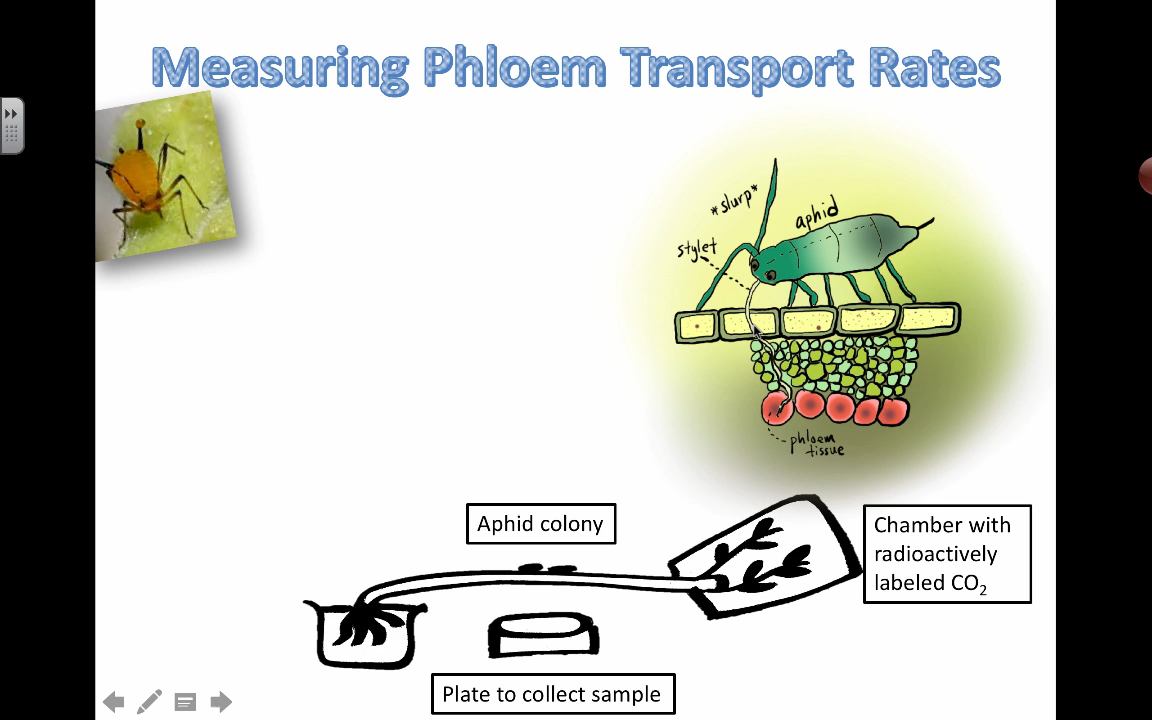 Measuring Phloem Transport Rates
*slurp*
aphid
stylet
phloem
tissue
Aphid colony
Chamber with
radioactively
labeled CO₂
Plate to collect sample